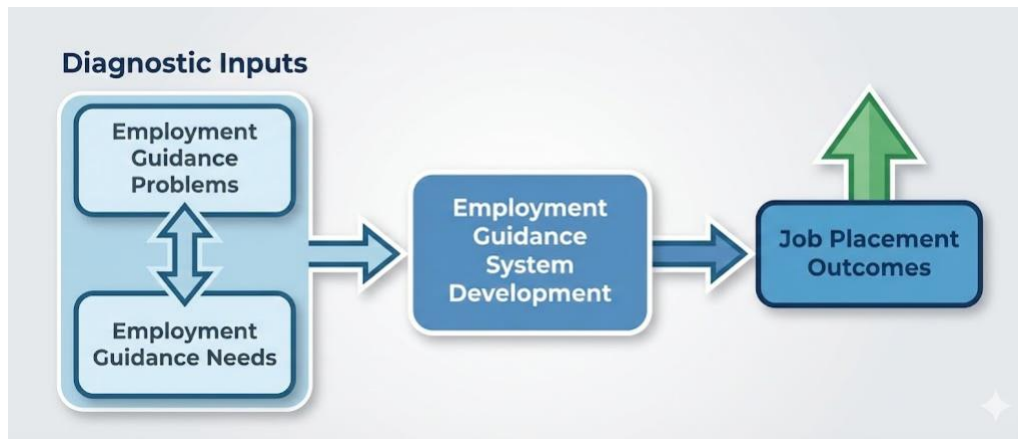 Diagnostic Inputs
Employment
Guidance
Problems
Employment
Guidance Needs
Employment
Guidance
System
Development
Job Placement
Outcomes